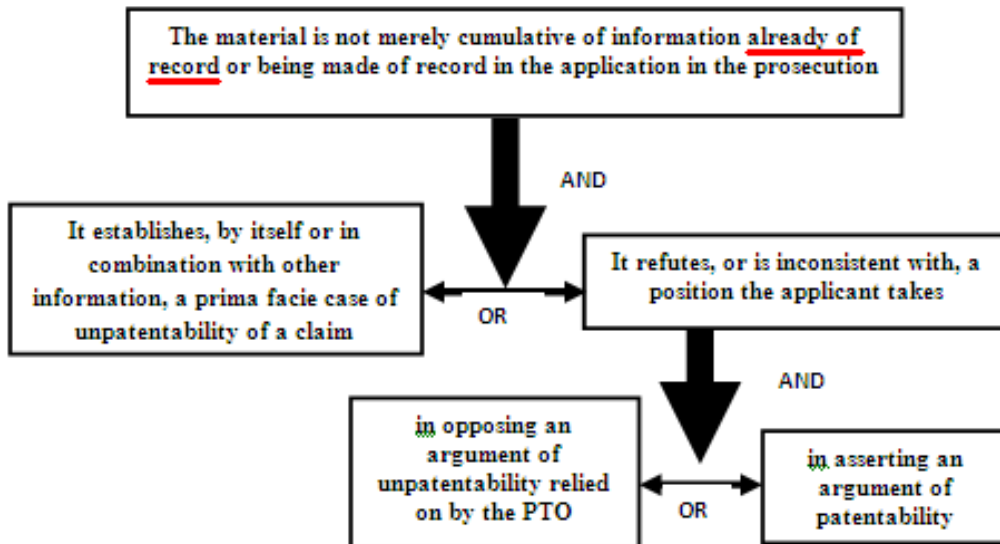 The material is not merely cumulative of information already of
record or being made of record in the application in the prosecution
AND
It establishes, by itself or in
combination with other
information, a prima facie case of
unpatentability of a claim
OR
It refutes, or is inconsistent with, a
position the applicant takes
AND
in opposing an
argument of
unpatentability relied
on by the PTO
OR
in asserting an
argument of
patentability